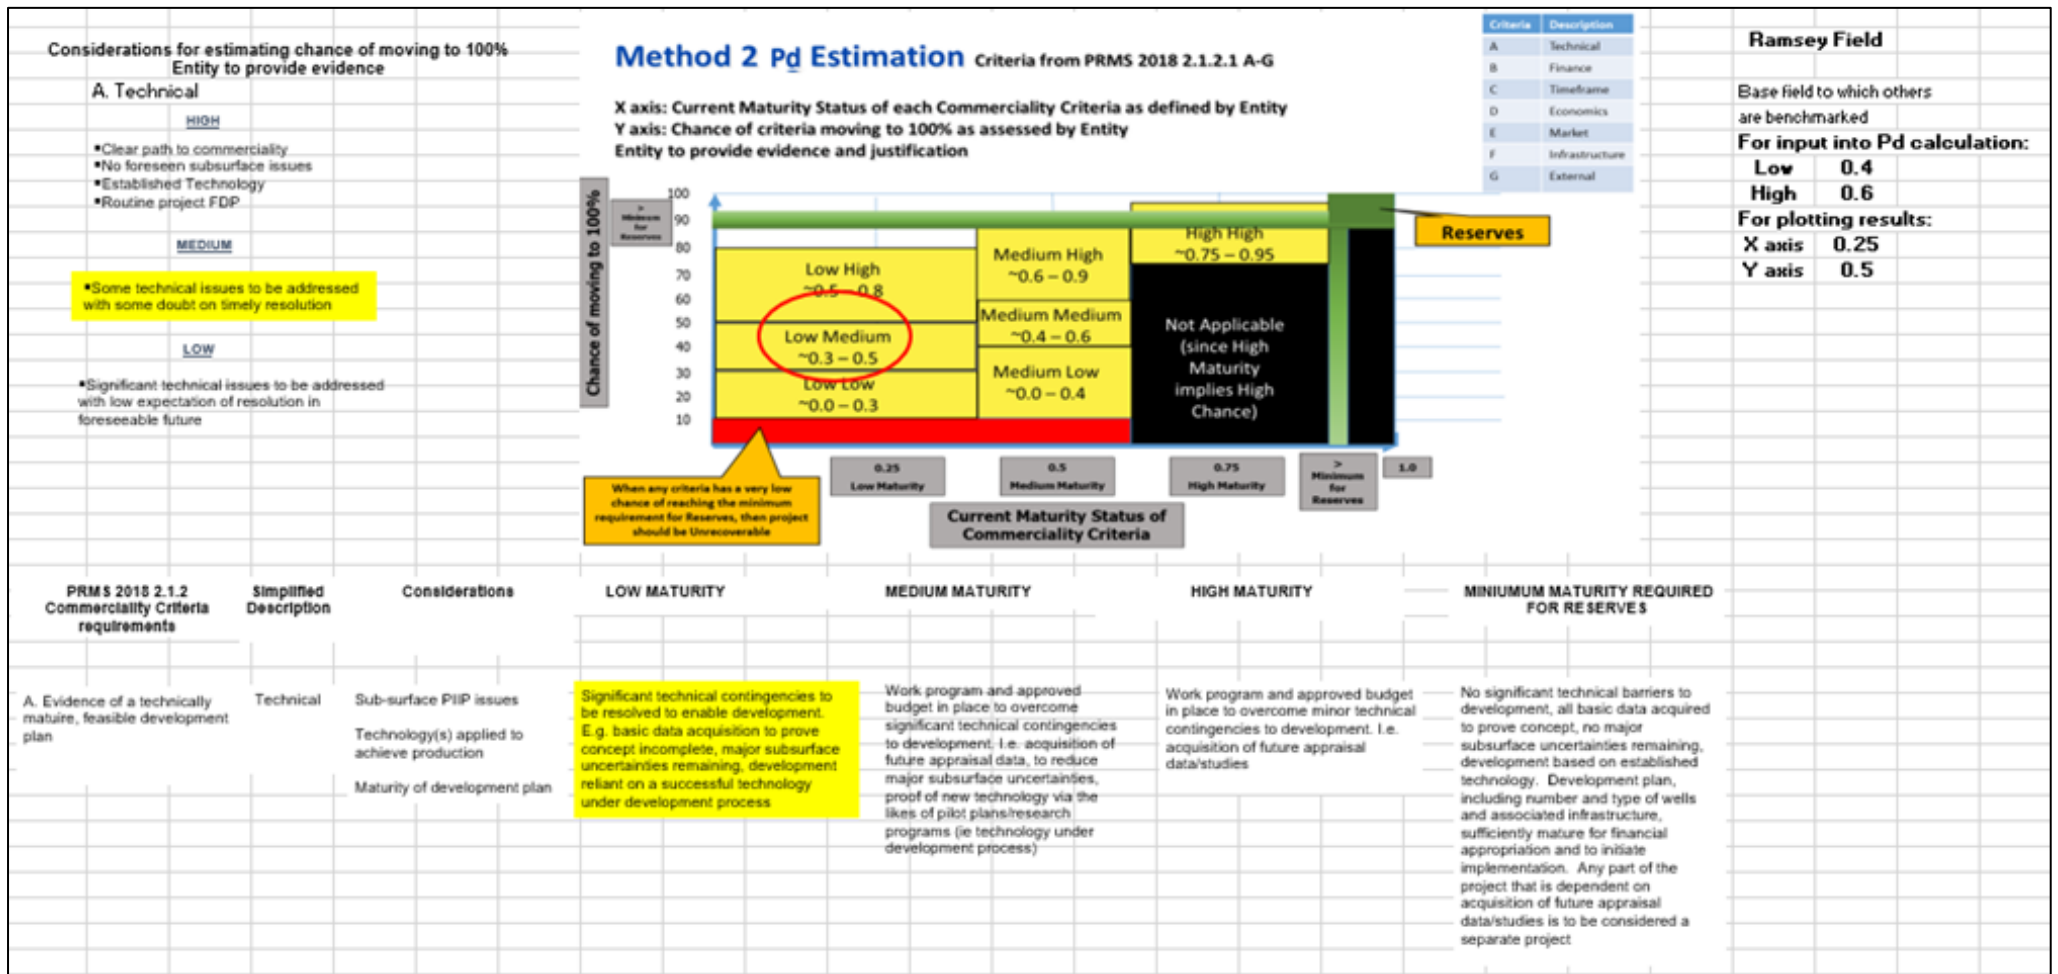 Considerations for estimating chance of moving to 100%
Entity to provide evidence
A. Technical
HIGH
▪Clear path to commerciality
▪No foreseen subsurface issues
▪Established Technology
▪Routine project FDP
MEDIUM
▪Some technical issues to be addressed
with some doubt on timely resolution
LOW
▪Significant technical issues to be addressed
with low expectation of resolution in
foreseeable future
Method 2 Pd Estimation Criteria from PRMS 2018 2.1.2.1 A-G
X axis: Current Maturity Status of each Commerciality Criteria as defined by Entity
Y axis: Chance of criteria moving to 100% as assessed by Entity
Entity to provide evidence and justification
Criteria Description
A Technical
B Finance
C Timeframe
D Economics
E Market
F Infrastructure
G External
Chance of moving to 100%
>
Minimum
for
Reserves
100
90
80
70
60
50
40
30
20
10
Low High
~0.5 – 0.8
Low Medium
~0.3 – 0.5
Low Low
~0.0 – 0.3
Medium High
~0.6 – 0.9
Medium Medium
~0.4 – 0.6
Medium Low
~0.0 – 0.4
High High
~0.75 – 0.95
Not Applicable
(since High
Maturity
implies High
Chance)
Reserves
When any criteria has a very low
chance of reaching the minimum
requirement for Reserves, then project
should be Unrecoverable
0.25
Low Maturity
0.5
Medium Maturity
0.75
High Maturity
>
Minimum
for
Reserves
1.0
Current Maturity Status of
Commerciality Criteria
Ramsey Field
Base field to which others
are benchmarked
For input into Pd calculation:
Low 0.4
High 0.6
For plotting results:
X axis 0.25
Y axis 0.5
PRMS 2018 2.1.2
Commerciality Criteria
requirements
Simplified
Description
Considerations
LOW MATURITY
MEDIUM MATURITY
HIGH MATURITY
MINIUMUM MATURITY REQUIRED
FOR RESERVES
A. Evidence of a technically
matuire, feasible development
plan
Technical
Sub-surface PIIP issues
Technology(s) applied to
achieve production
Maturity of development plan
Significant technical contingencies to
be resolved to enable development.
E.g. basic data acquisition to prove
concept incomplete, major subsurface
uncertainties remaining, development
reliant on a successful technology
under development process
Work program and approved
budget in place to overcome
significant technical contingencies
to development. I.e. acquisition of
future appraisal data, to reduce
major subsurface uncertainties,
proof of new technology via the
likes of pilot plans/research
programs (ie technology under
development process)
Work program and approved budget
in place to overcome minor technical
contingencies to development. I.e.
acquisition of future appraisal
data/studies
No significant technical barriers to
development, all basic data acquired
to prove concept, no major
subsurface uncertainties remaining,
development based on established
technology. Development plan,
including number and type of wells
and associated infrastructure,
sufficiently mature for financial
appropriation and to initiate
implementation. Any part of the
project that is dependent on
acquisition of future appraisal
data/studies is to be considered a
separate project